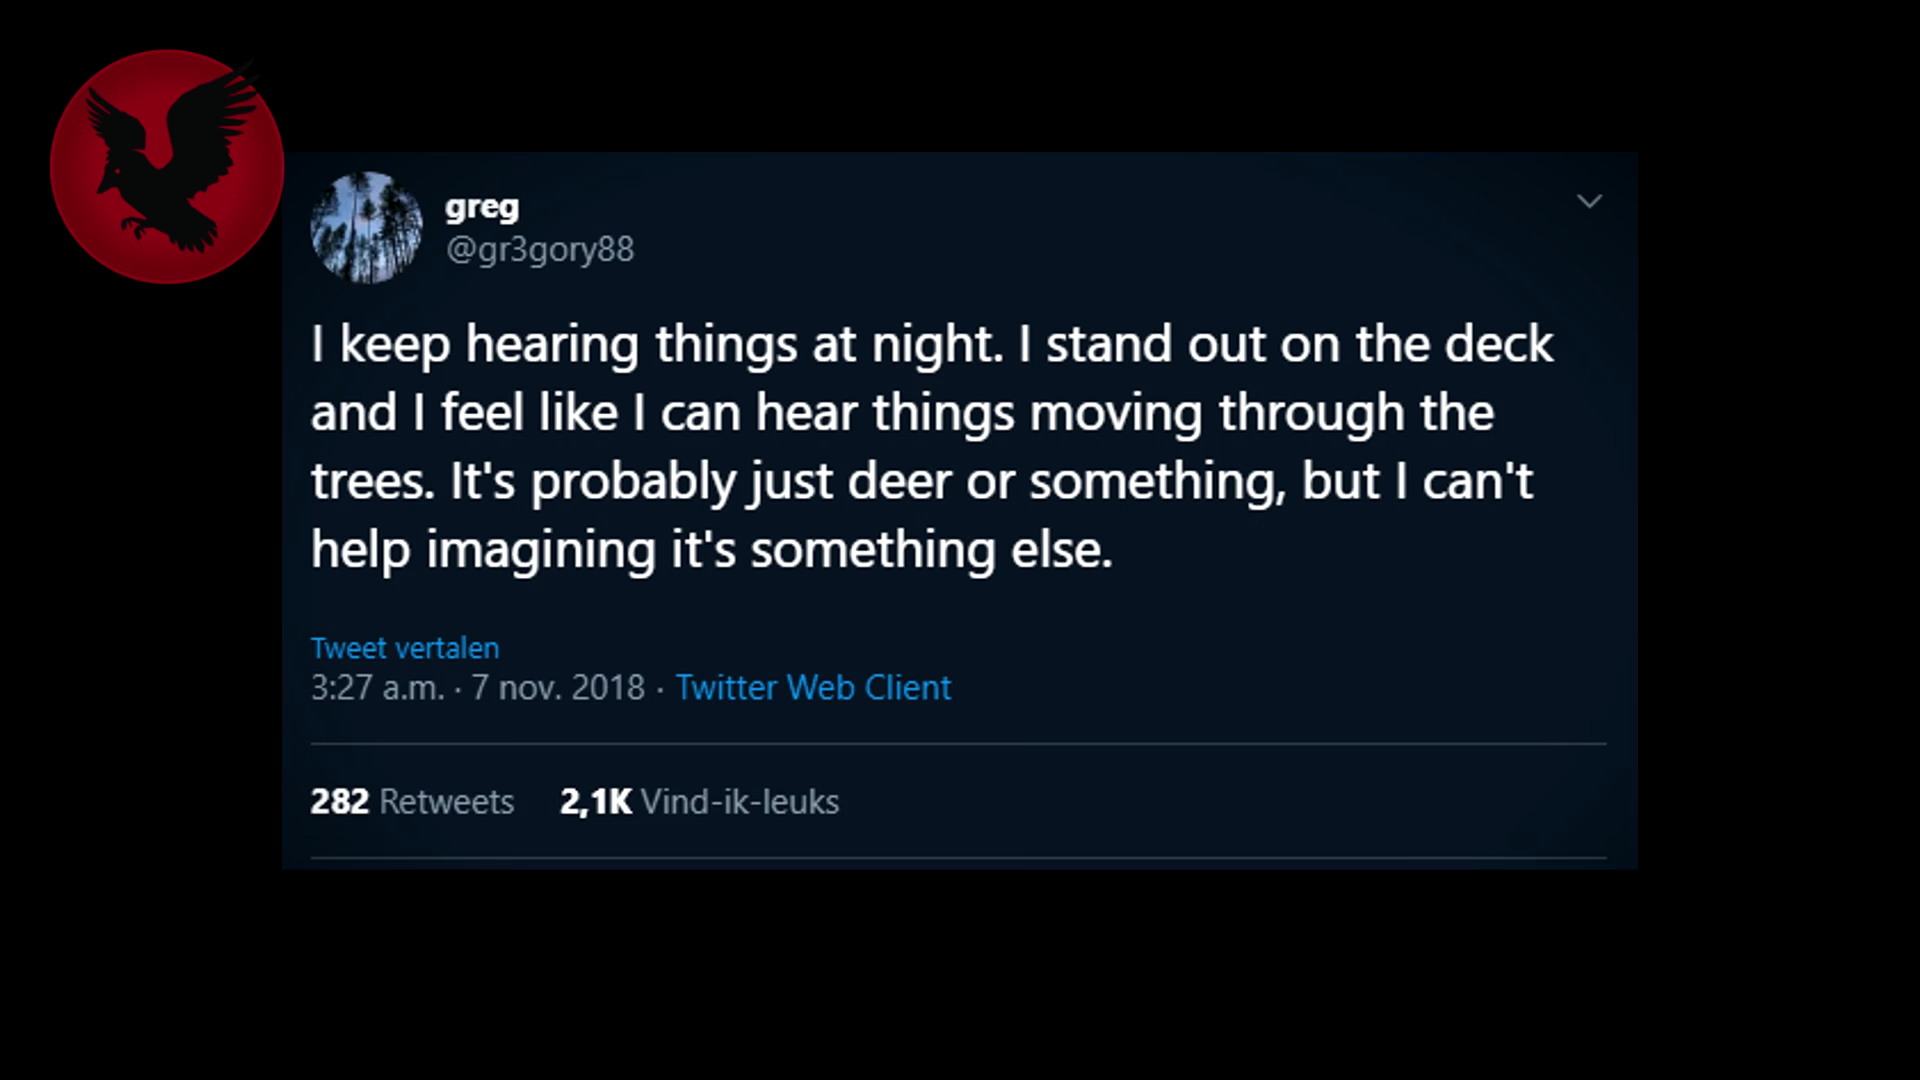 greg
@gr3gory88
I keep hearing things at night. I stand out on the deck
and I feel like I can hear things moving through the
trees. It's probably just deer or something, but I can't
help imagining it's something else.
Tweet vertalen
3:27 a.m. · 7 nov. 2018 · Twitter Web Client
282 Retweets 2,1K Vind-ik-leuks